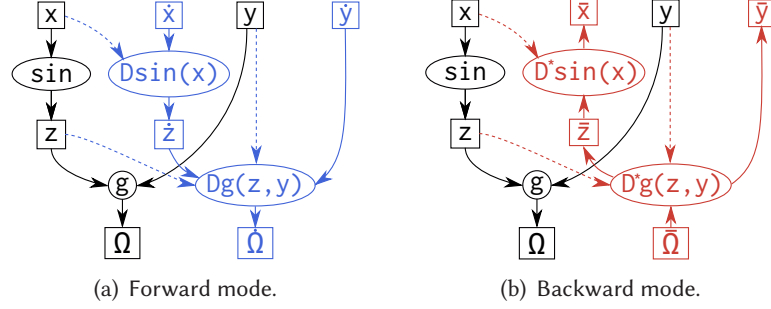 x ẋ y ẏ x x̄ y ȳ
sin Dsin(x) sin D*sin(x)
z ż z z̄
g Dg(z,y) g D*g(z,y)
Ω Ω̇ Ω Ω̄
(a) Forward mode. (b) Backward mode.